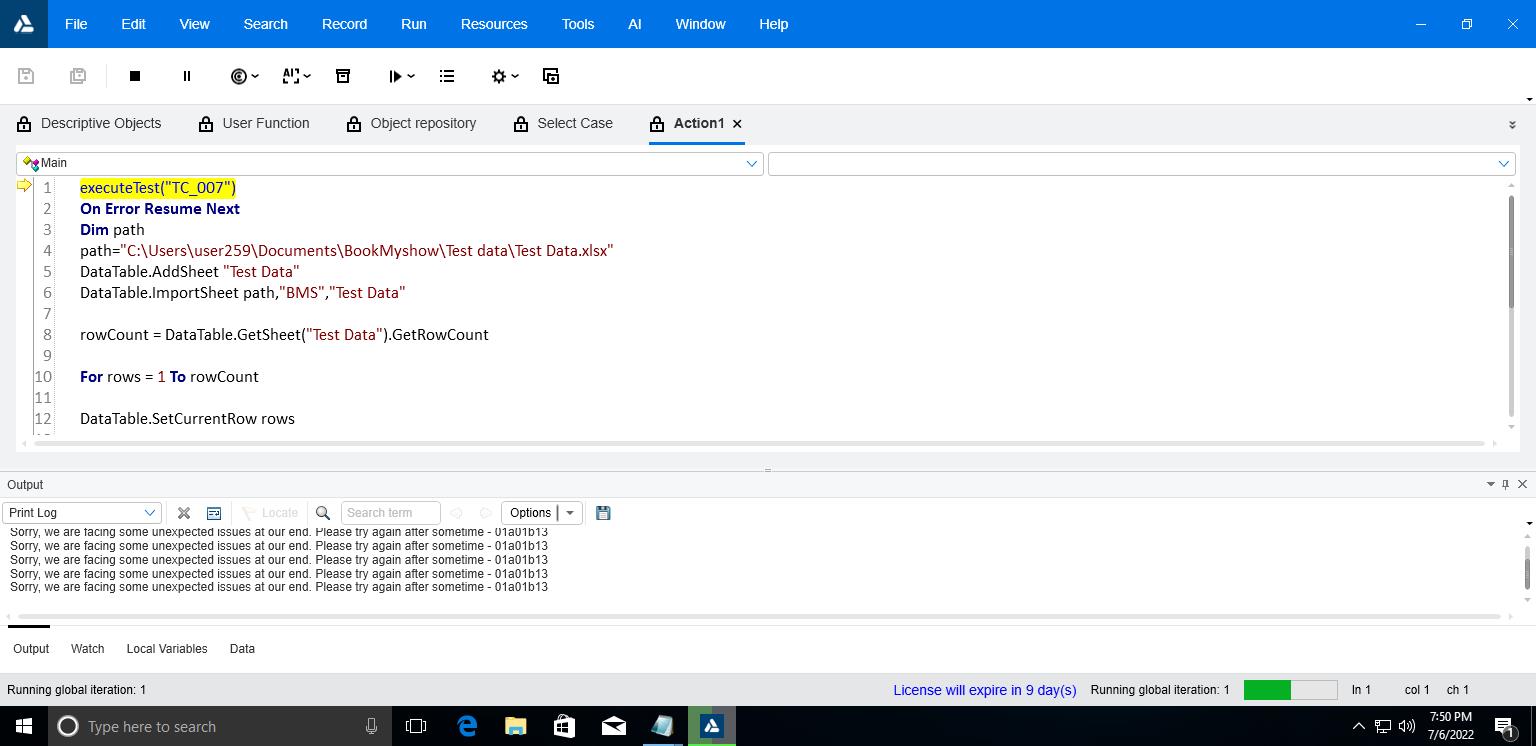 File Edit View Search Record Run Resources Tools AI Window Help
Descriptive Objects User Function Object repository Select Case Action1
Main
1 executeTest("TC_007")
2 On Error Resume Next
3 Dim path
4 path="C:\Users\user259\Documents\BookMyshow\Test data\Test Data.xlsx"
5 DataTable.AddSheet "Test Data"
6 DataTable.ImportSheet path,"BMS","Test Data"
7
8 rowCount = DataTable.GetSheet("Test Data").GetRowCount
9
10 For rows = 1 To rowCount
11
12 DataTable.SetCurrentRow rows
Output
Print Log Locate Search term Options
Sorry, we are facing some unexpected issues at our end. Please try again after sometime - 01a01b13
Sorry, we are facing some unexpected issues at our end. Please try again after sometime - 01a01b13
Sorry, we are facing some unexpected issues at our end. Please try again after sometime - 01a01b13
Sorry, we are facing some unexpected issues at our end. Please try again after sometime - 01a01b13
Sorry, we are facing some unexpected issues at our end. Please try again after sometime - 01a01b13
Output Watch Local Variables Data
Running global iteration: 1 License will expire in 9 day(s) Running global iteration: 1 ln 1 col 1 ch 1
Type here to search 7:50 PM
7/6/2022 1